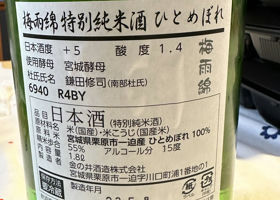 梅雨綿 特別純米酒 ひとめぼれ
日本酒度 +5 酸度 1.4
使用酵母 宮城酵母
杜氏氏名 鎌田修司(南部杜氏)
6940 R4BY
梅雨綿
日本酒 (特別純米酒)
米(国産)・米こうじ(国産米)
宮城県栗原市一迫産 ひとめぼれ 100%
55% アルコール分 15度
1.8ℓ
金の井酒造株式会社
宮城県栗原市一迫字川口町浦1番地の1
製造年月